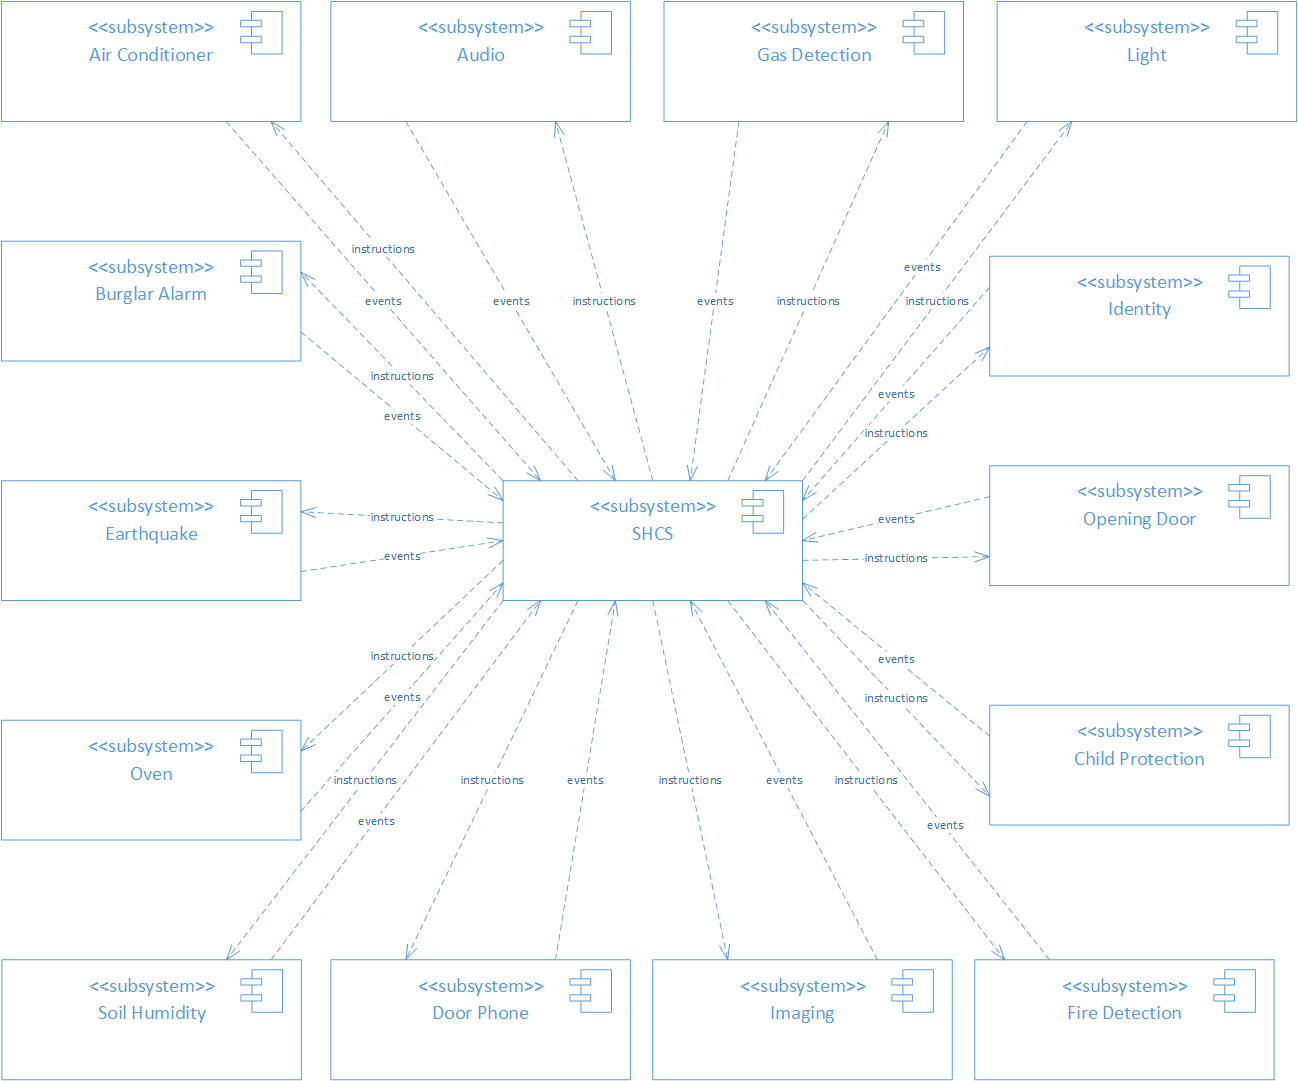 <<subsystem>>
Air Conditioner
<<subsystem>>
Audio
<<subsystem>>
Gas Detection
<<subsystem>>
Light
instructions
events
events
instructions
events
instructions
events
instructions
<<subsystem>>
Burglar Alarm
<<subsystem>>
Identity
instructions
events
events
instructions
<<subsystem>>
Earthquake
<<subsystem>>
SHCS
<<subsystem>>
Opening Door
instructions
events
events
instructions
instructions
events
events
instructions
<<subsystem>>
Oven
<<subsystem>>
Child Protection
instructions
events
instructions
events
instructions
events
instructions
events
<<subsystem>>
Soil Humidity
<<subsystem>>
Door Phone
<<subsystem>>
Imaging
<<subsystem>>
Fire Detection